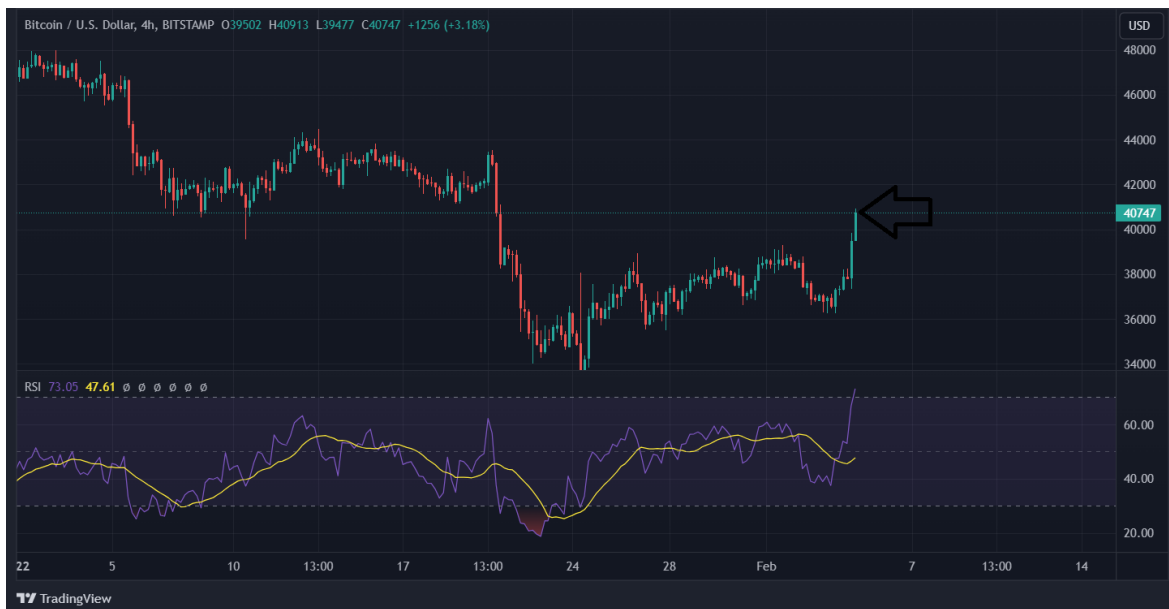 Bitcoin / U.S. Dollar, 4h, BITSTAMP O39502 H40913 L39477 C40747 +1256 (+3.18%)
USD
48000
46000
44000
42000
40747
40000
38000
36000
34000
RSI 73.05 47.61 ø ø ø ø ø ø
60.00
40.00
20.00
22 5 10 13:00 17 13:00 24 28 Feb 7 13:00 14
TradingView